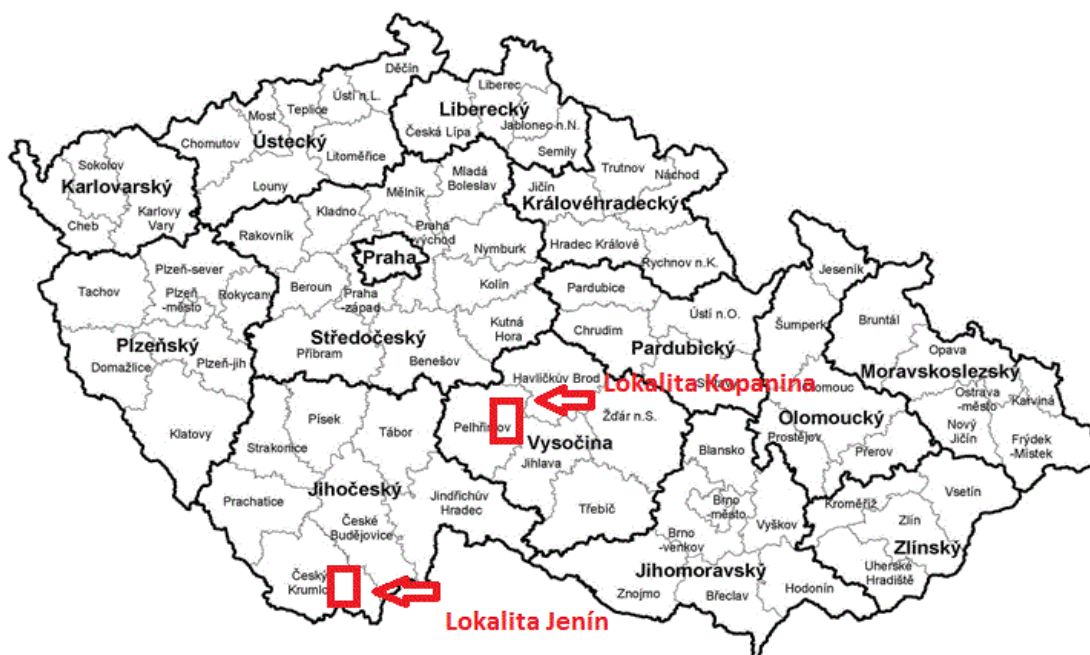 Děčín
Liberec
Ústí n.L.
Teplice
Liberecký
Most
Jablonec n.N.
Chomutov
Ústecký
Česká Lípa
Litoměřice
Semily
Trutnov
Sokolov
Náchod
Mladá
Boleslav
Karlovarský
Louny
Mělník
Jičín
Královéhradecký
Karlovy
Vary
Kladno
Cheb
Praha
východ
Rakovník
Nymburk
Hradec Králové
Praha
Rychnov n.K.
Plzeň-sever
Jeseník
Tachov
Beroun
Praha
-západ
Kolín
Pardubice
Plzeň
-město
Rokycany
Ústí n.O.
Šumperk
Bruntál
Kutná
Hora
Chrudim
Středočeský
Plzeňský
Pardubický
Opava
Příbram
Benešov
Plzeň-jih
Domažlice
Moravskoslezský
Havlíčkův Brod
Lokalita Kopanina
Ostrava
-město
Karviná
Písek
Žďár n.S.
Olomoucký
Klatovy
Tábor
Vysočina
Prostějov
Nový
Jičín
Frýdek
-Místek
Strakonice
Blansko
Přerov
Jihlava
Jihočeský
Vsetín
Prachatice
Jindřichův
Hradec
Třebíč
Brno
-město
Kroměříž
České
Budějovice
Vyškov
Zlín
Brno
-venkov
Zlínský
Uherské
Hradiště
Jihomoravský
Český
Hodonín
Znojmo
Břeclav
Lokalita Jenín